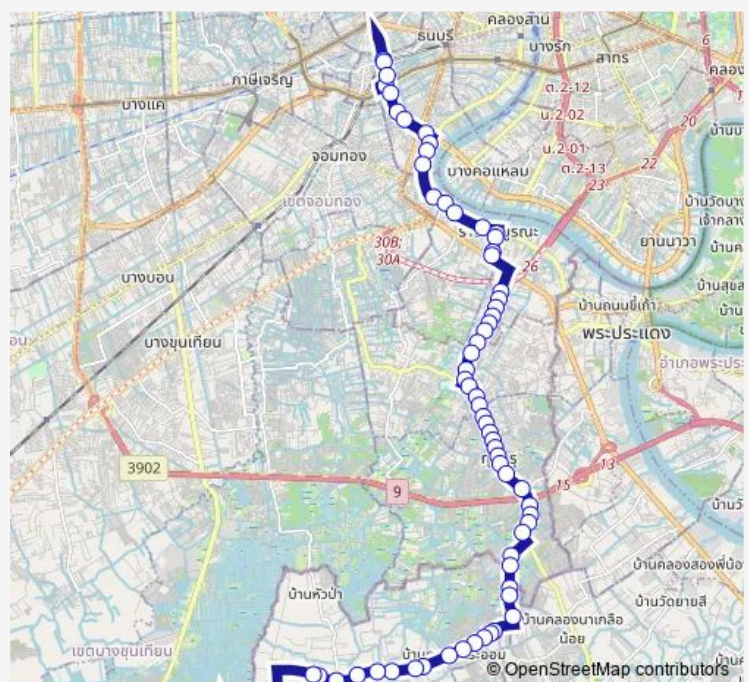 คลองสาน
ธนบุรี
บางรัก
สาทร
6
คลอง
ภาษีเจริญ
บางแค
ต.2-12
น.2-02
20
จอมทอง
น.2-01
22
ต.2-13
บางคอแหลม
23
เขตจอมทอง
ยานนาวา
30B;
30A
26
บางบอน
บ้านถนนขี้เถ้า
บางขุนเทียน
พระประแดง
3902
9
13
15
บ้านคลองสองพี่น้อ
บ้านหัวป่า
บ้านวัดยายสี
บ้านคลองนาเกลือ
น้อย
เขตบางขุนเทียน
© OpenStreetMap contributors